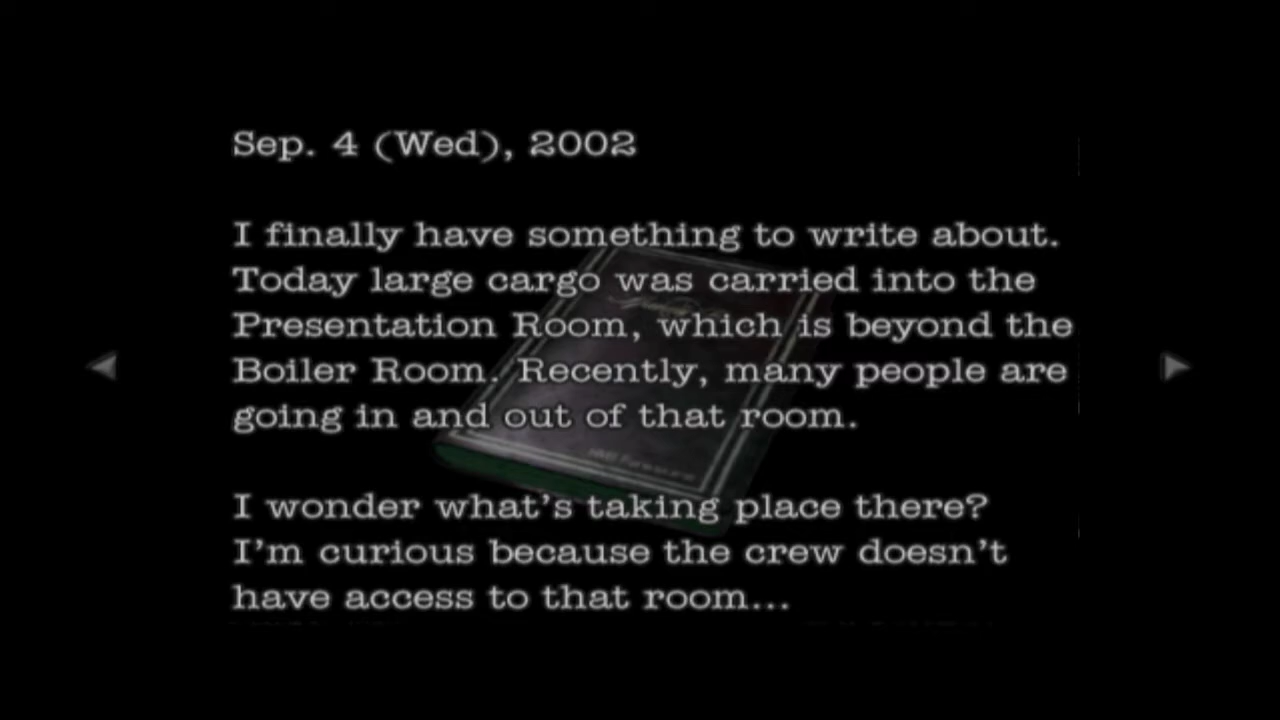 Sep. 4 (Wed), 2002
I finally have something to write about.
Today large cargo was carried into the
Presentation Room, which is beyond the
Boiler Room. Recently, many people are
going in and out of that room.
I wonder what's taking place there?
I'm curious because the crew doesn't
have access to that room...